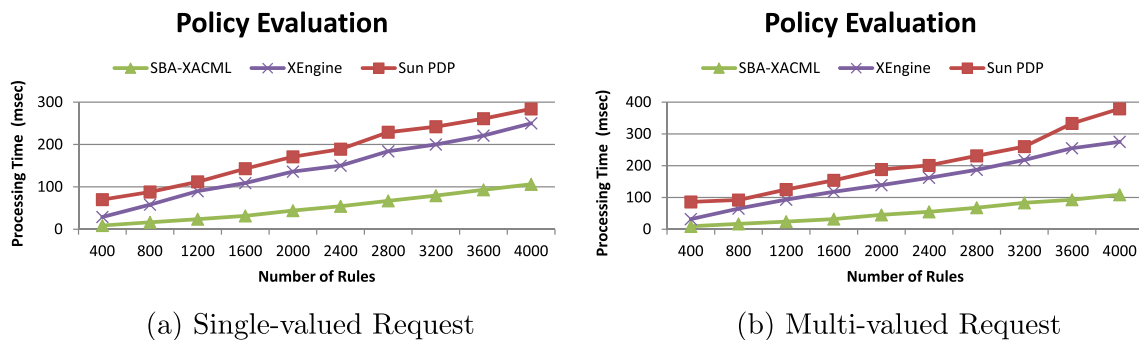 Policy Evaluation
SBA-XACML XEngine Sun PDP
Processing Time (msec)
300
200
100
0
400 800 1200 1600 2000 2400 2800 3200 3600 4000
Number of Rules
(a) Single-valued Request
Policy Evaluation
SBA-XACML XEngine Sun PDP
Processing Time (msec)
400
300
200
100
0
400 800 1200 1600 2000 2400 2800 3200 3600 4000
Number of Rules
(b) Multi-valued Request